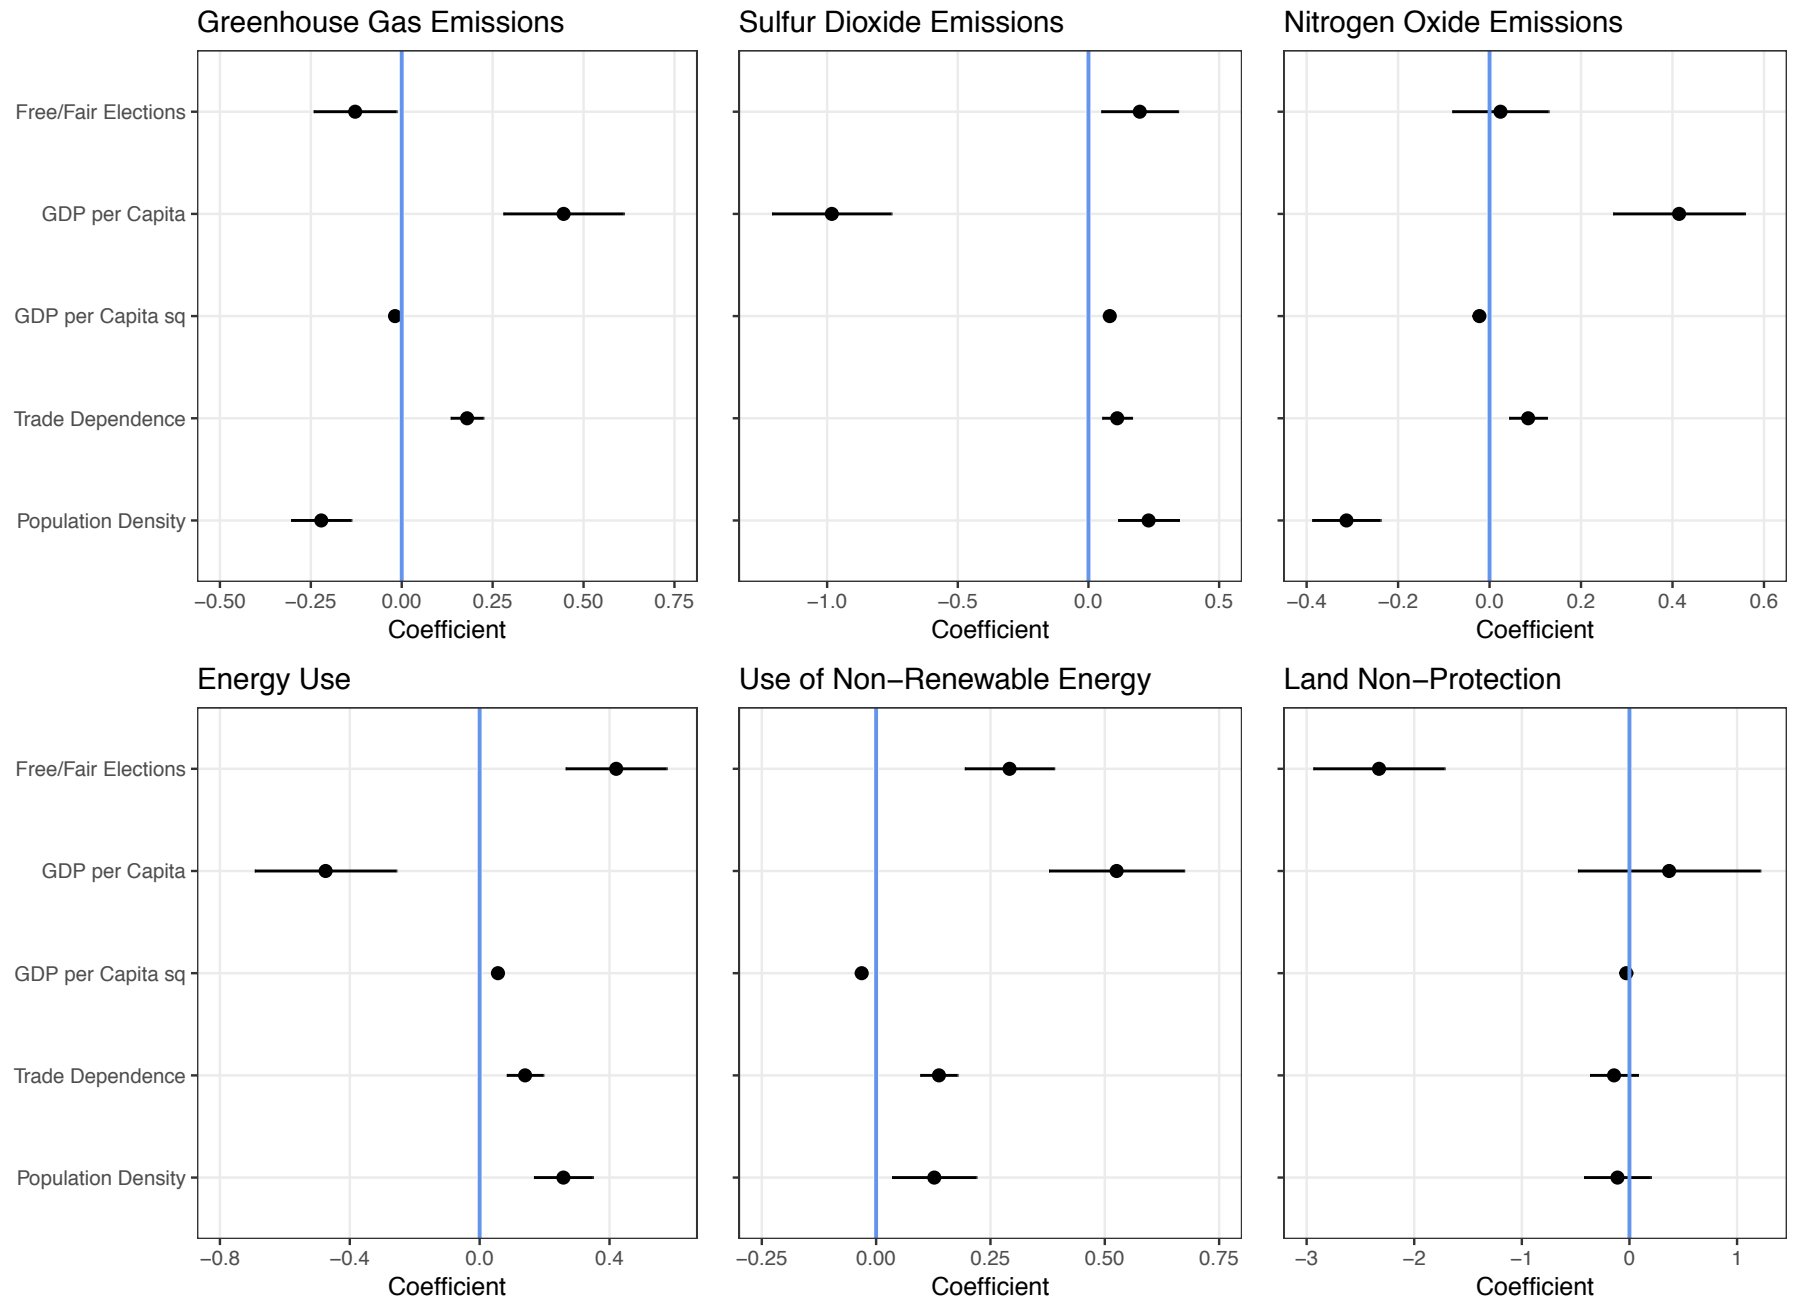 Greenhouse Gas Emissions
Sulfur Dioxide Emissions
Nitrogen Oxide Emissions
Free/Fair Elections
GDP per Capita
GDP per Capita sq
Trade Dependence
Population Density
−0.50 −0.25 0.00 0.25 0.50 0.75
−1.0 −0.5 0.0 0.5
−0.4 −0.2 0.0 0.2 0.4 0.6
Coefficient
Coefficient
Coefficient
Energy Use
Use of Non−Renewable Energy
Land Non−Protection
Free/Fair Elections
GDP per Capita
GDP per Capita sq
Trade Dependence
Population Density
−0.8 −0.4 0.0 0.4
−0.25 0.00 0.25 0.50 0.75
−3 −2 −1 0 1
Coefficient
Coefficient
Coefficient